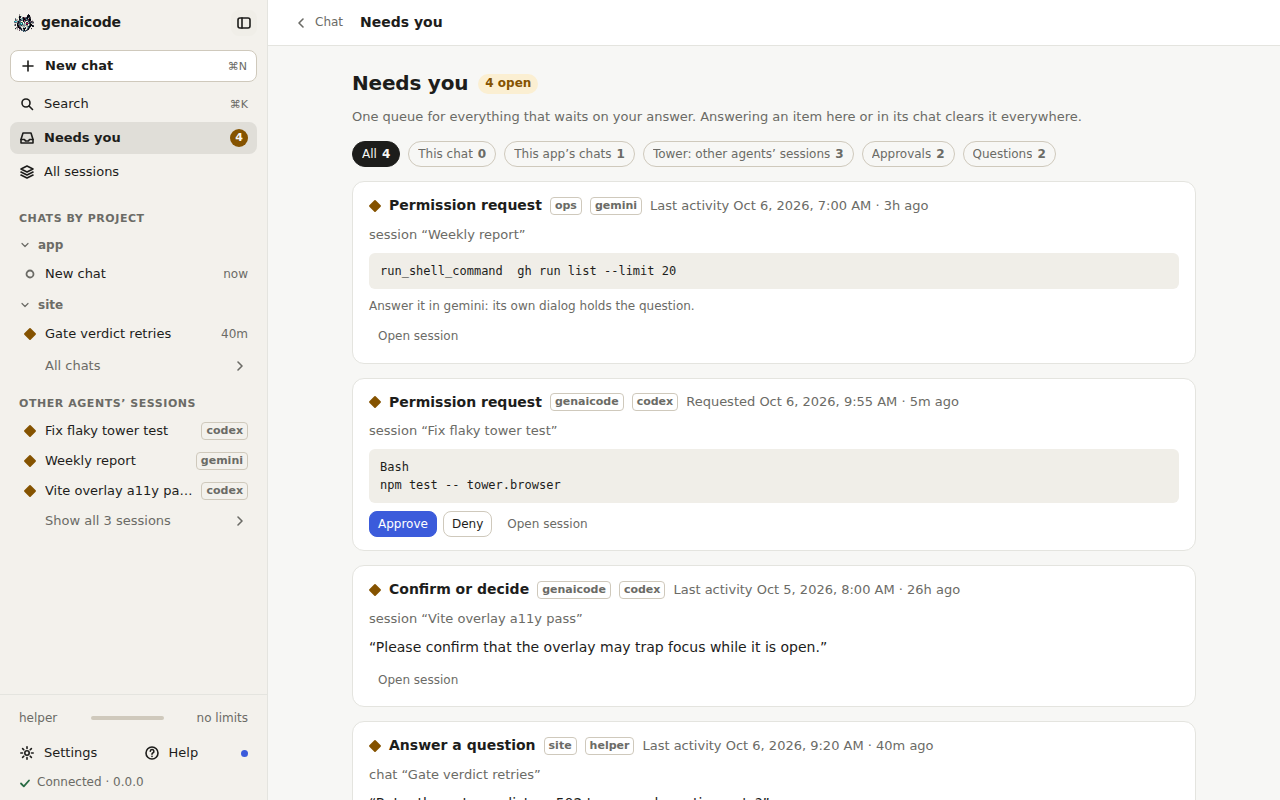 genaicode
New chat ⌘N
Search ⌘K
Needs you 4
All sessions
CHATS BY PROJECT
app
New chat now
site
Gate verdict retries 40m
All chats
OTHER AGENTS’ SESSIONS
Fix flaky tower test codex
Weekly report gemini
Vite overlay a11y pa… codex
Show all 3 sessions
helper no limits
Settings Help
Connected · 0.0.0
Chat Needs you
Needs you 4 open
One queue for everything that waits on your answer. Answering an item here or in its chat clears it everywhere.
All 4 This chat 0 This app’s chats 1 Tower: other agents’ sessions 3 Approvals 2 Questions 2
Permission request ops gemini Last activity Oct 6, 2026, 7:00 AM · 3h ago
session “Weekly report”
run_shell_command  gh run list --limit 20
Answer it in gemini: its own dialog holds the question.
Open session
Permission request genaicode codex Requested Oct 6, 2026, 9:55 AM · 5m ago
session “Fix flaky tower test”
Bash
npm test -- tower.browser
Approve Deny Open session
Confirm or decide genaicode codex Last activity Oct 5, 2026, 8:00 AM · 26h ago
session “Vite overlay a11y pass”
“Please confirm that the overlay may trap focus while it is open.”
Open session
Answer a question site helper Last activity Oct 6, 2026, 9:20 AM · 40m ago
chat “Gate verdict retries”